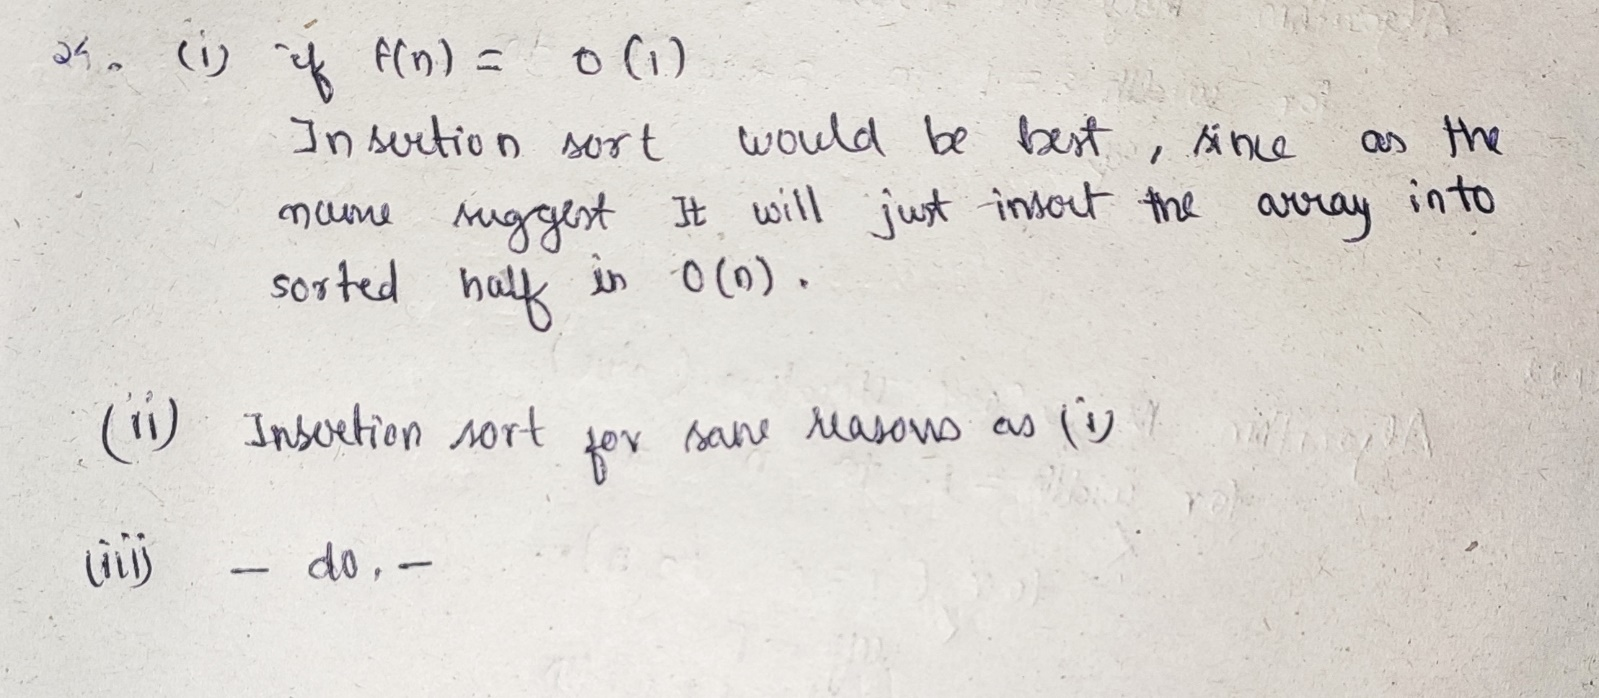 24. (i) if f(n) = O(1)
Insertion sort would be best, since as the
name suggest It will just insert the array into
sorted half in O(n).
(ii) Insertion sort for same reasons as (i)
(iii) - do. -